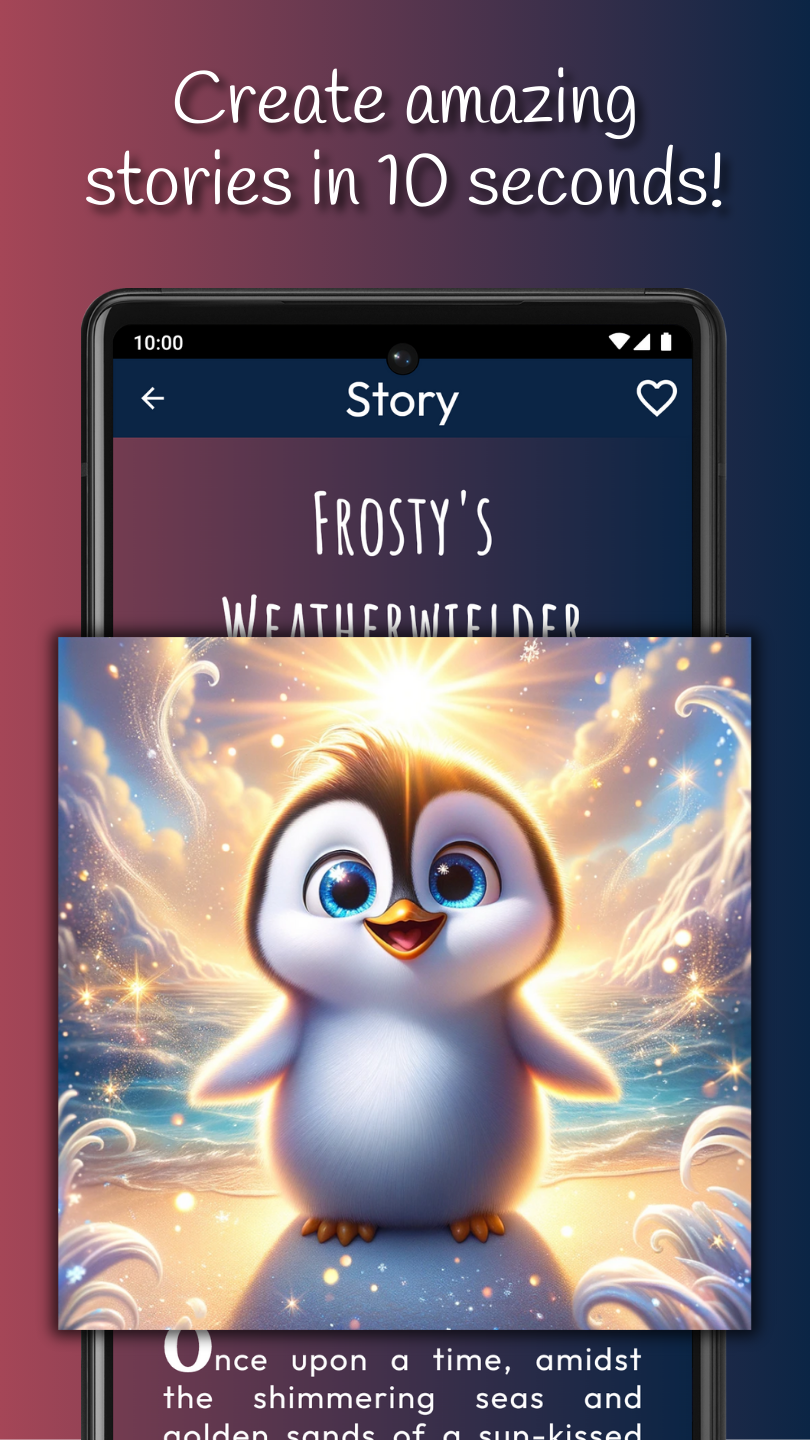 Create amazing
stories in 10 seconds!
10:00
Story
Frosty's
Weatherwielder
Once upon a time, amidst
the shimmering seas and
golden sands of a sun-kissed